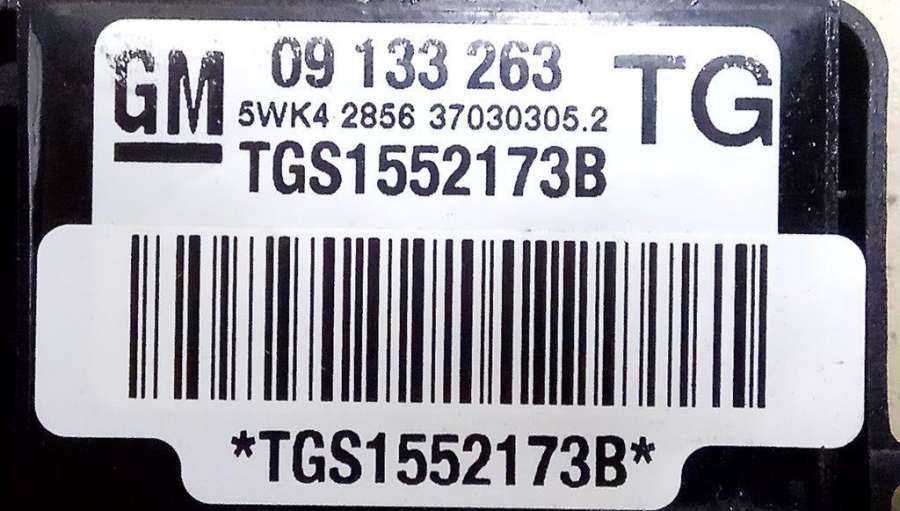 GM 09 133 263 TG
5WK4 2856 37030305.2
TGS1552173B
*TGS1552173B*